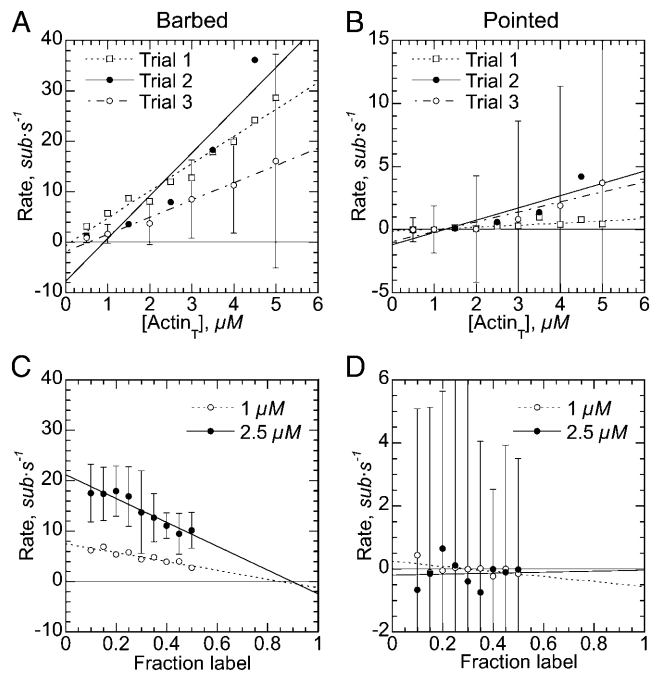 Barbed
Pointed
A
B
Trial 1
Trial 2
Trial 3
Trial 1
Trial 2
Trial 3
Rate, sub·s⁻¹
40
30
20
10
0
-10
0 1 2 3 4 5 6
[Actin_T], µM
Rate, sub·s⁻¹
15
10
5
0
-5
0 1 2 3 4 5 6
[Actin_T], µM
C
D
1 µM
2.5 µM
1 µM
2.5 µM
Rate, sub·s⁻¹
40
30
20
10
0
-10
0 0.2 0.4 0.6 0.8 1
Fraction label
Rate, sub·s⁻¹
6
4
2
0
-2
0 0.2 0.4 0.6 0.8 1
Fraction label